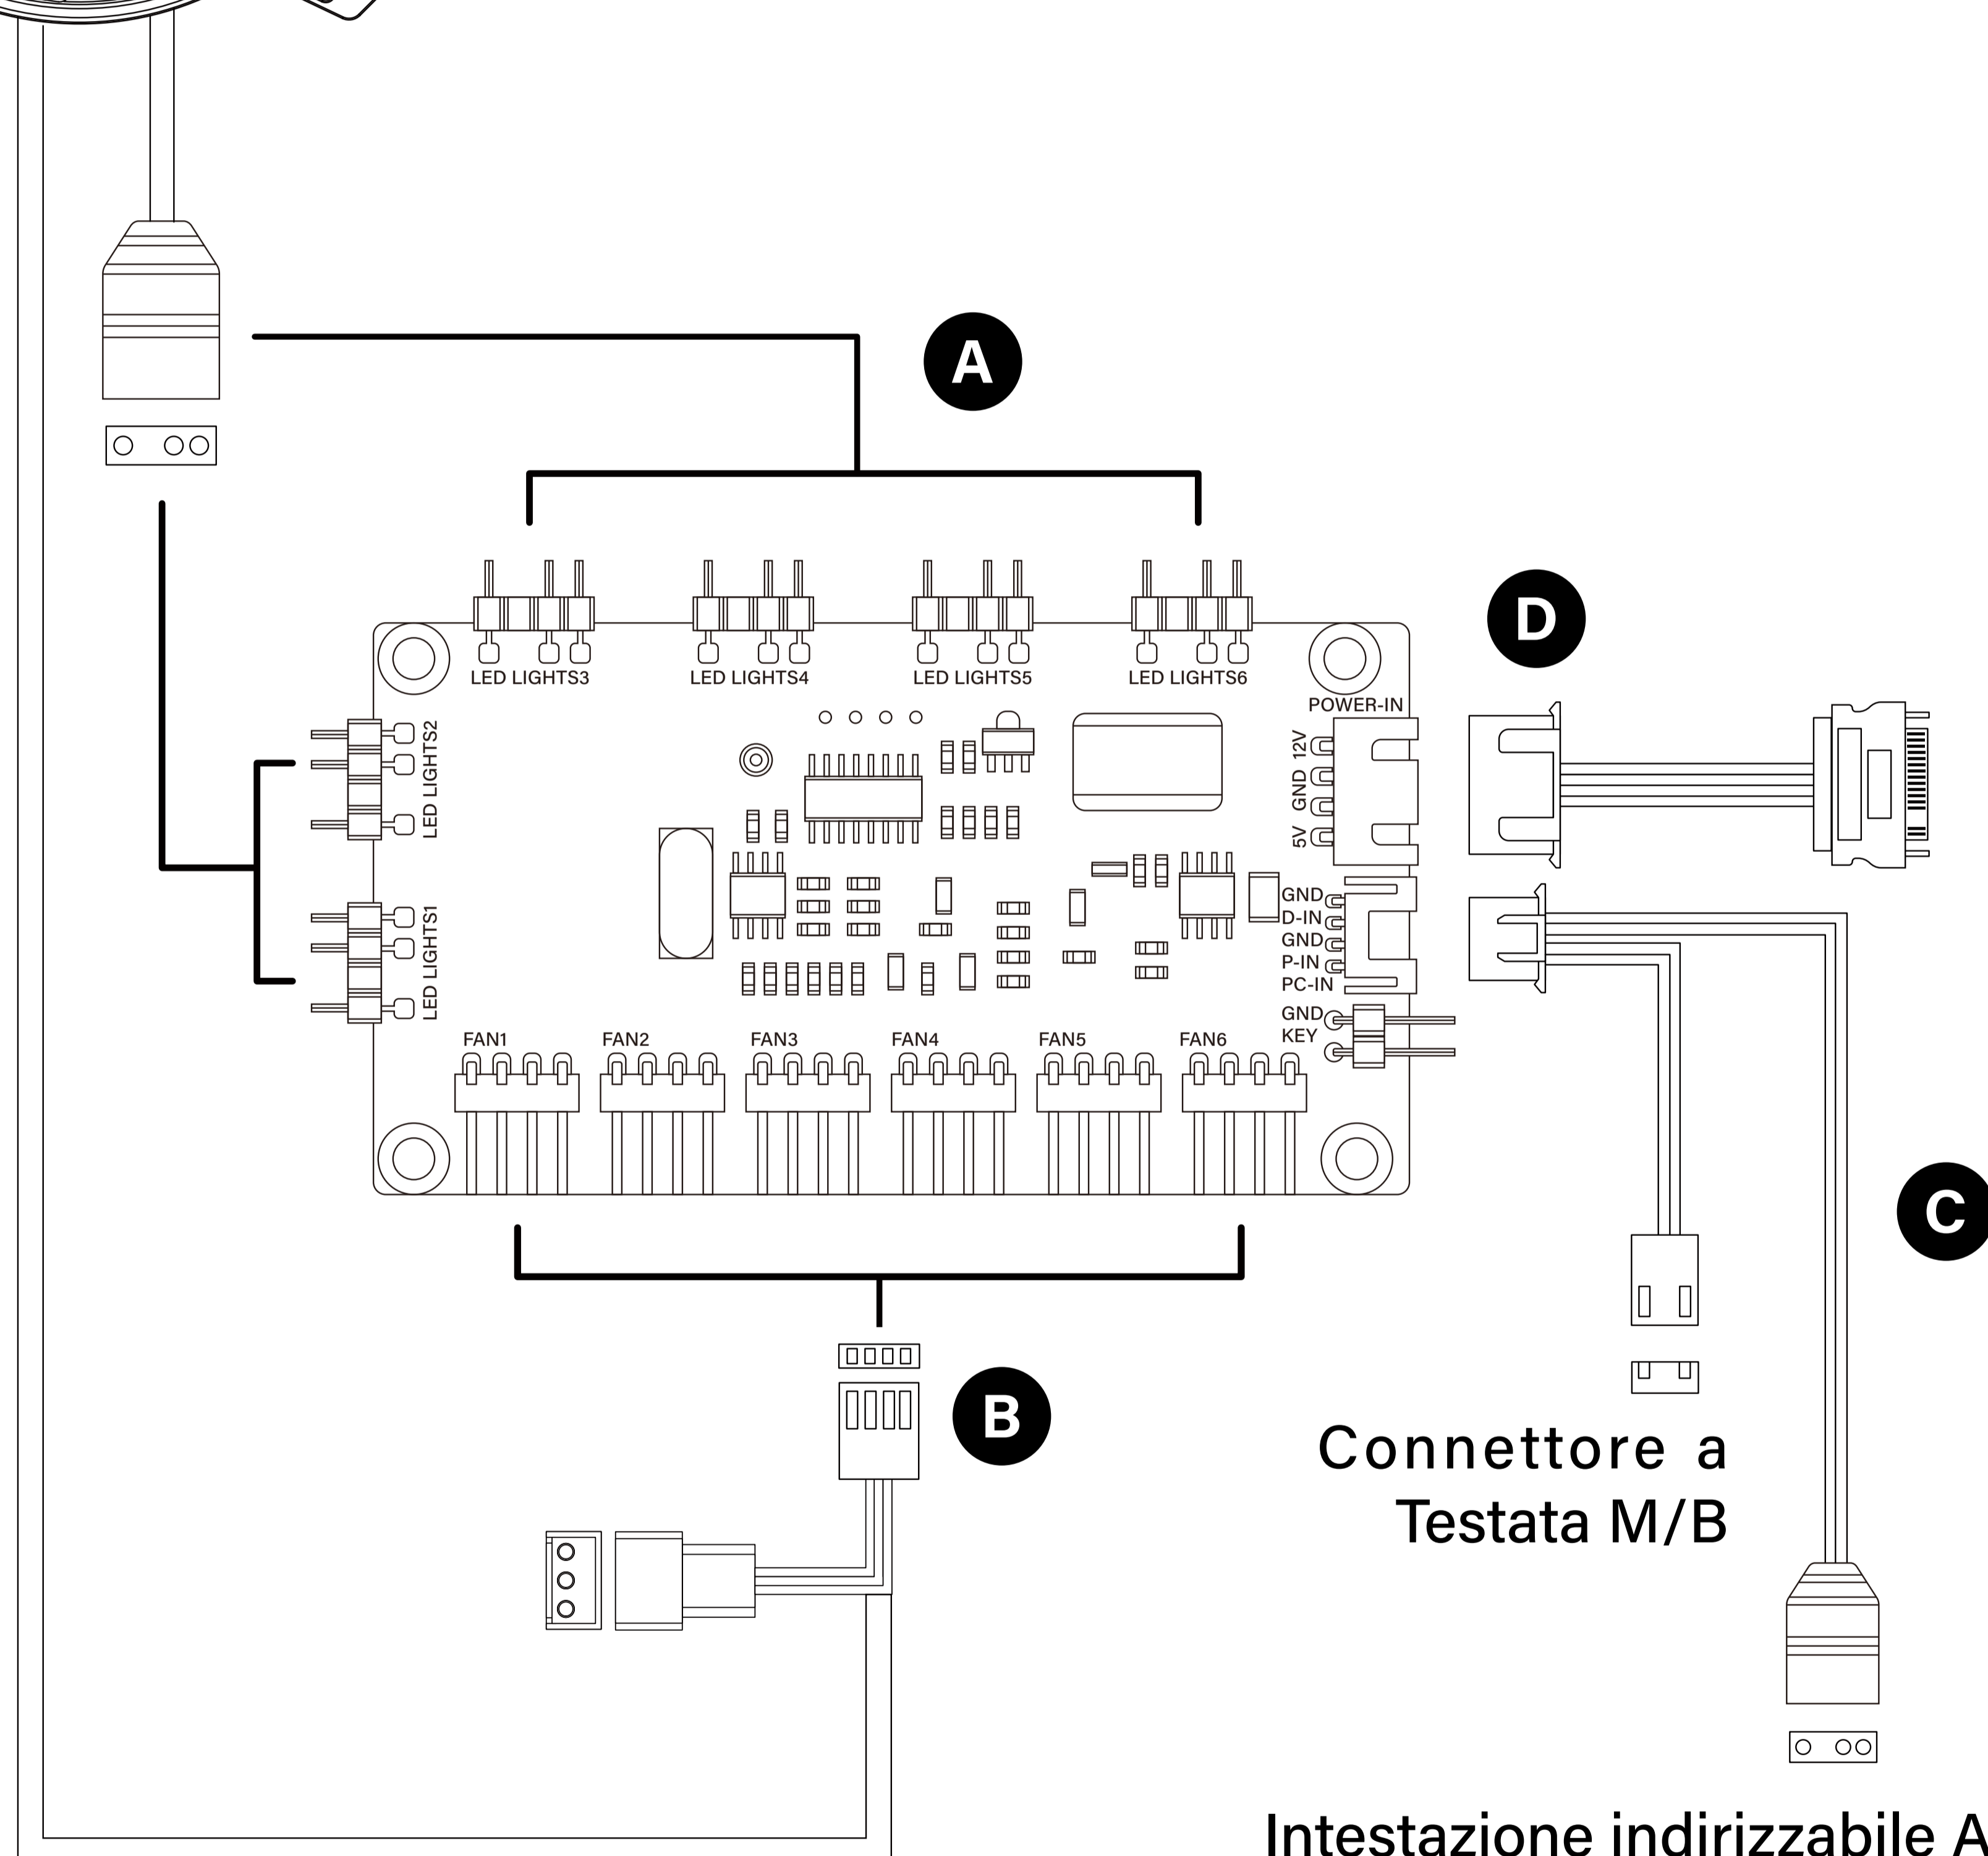 A
D
LED LIGHTS3
LED LIGHTS4
LED LIGHTS5
LED LIGHTS6
POWER-IN
LED LIGHTS2
12V
GND
5V
LED LIGHTS1
GND
D-IN
GND
P-IN
PC-IN
GND
KEY
FAN1
FAN2
FAN3
FAN4
FAN5
FAN6
C
B
Connettore a
Testata M/B
Intestazione indirizzabile A